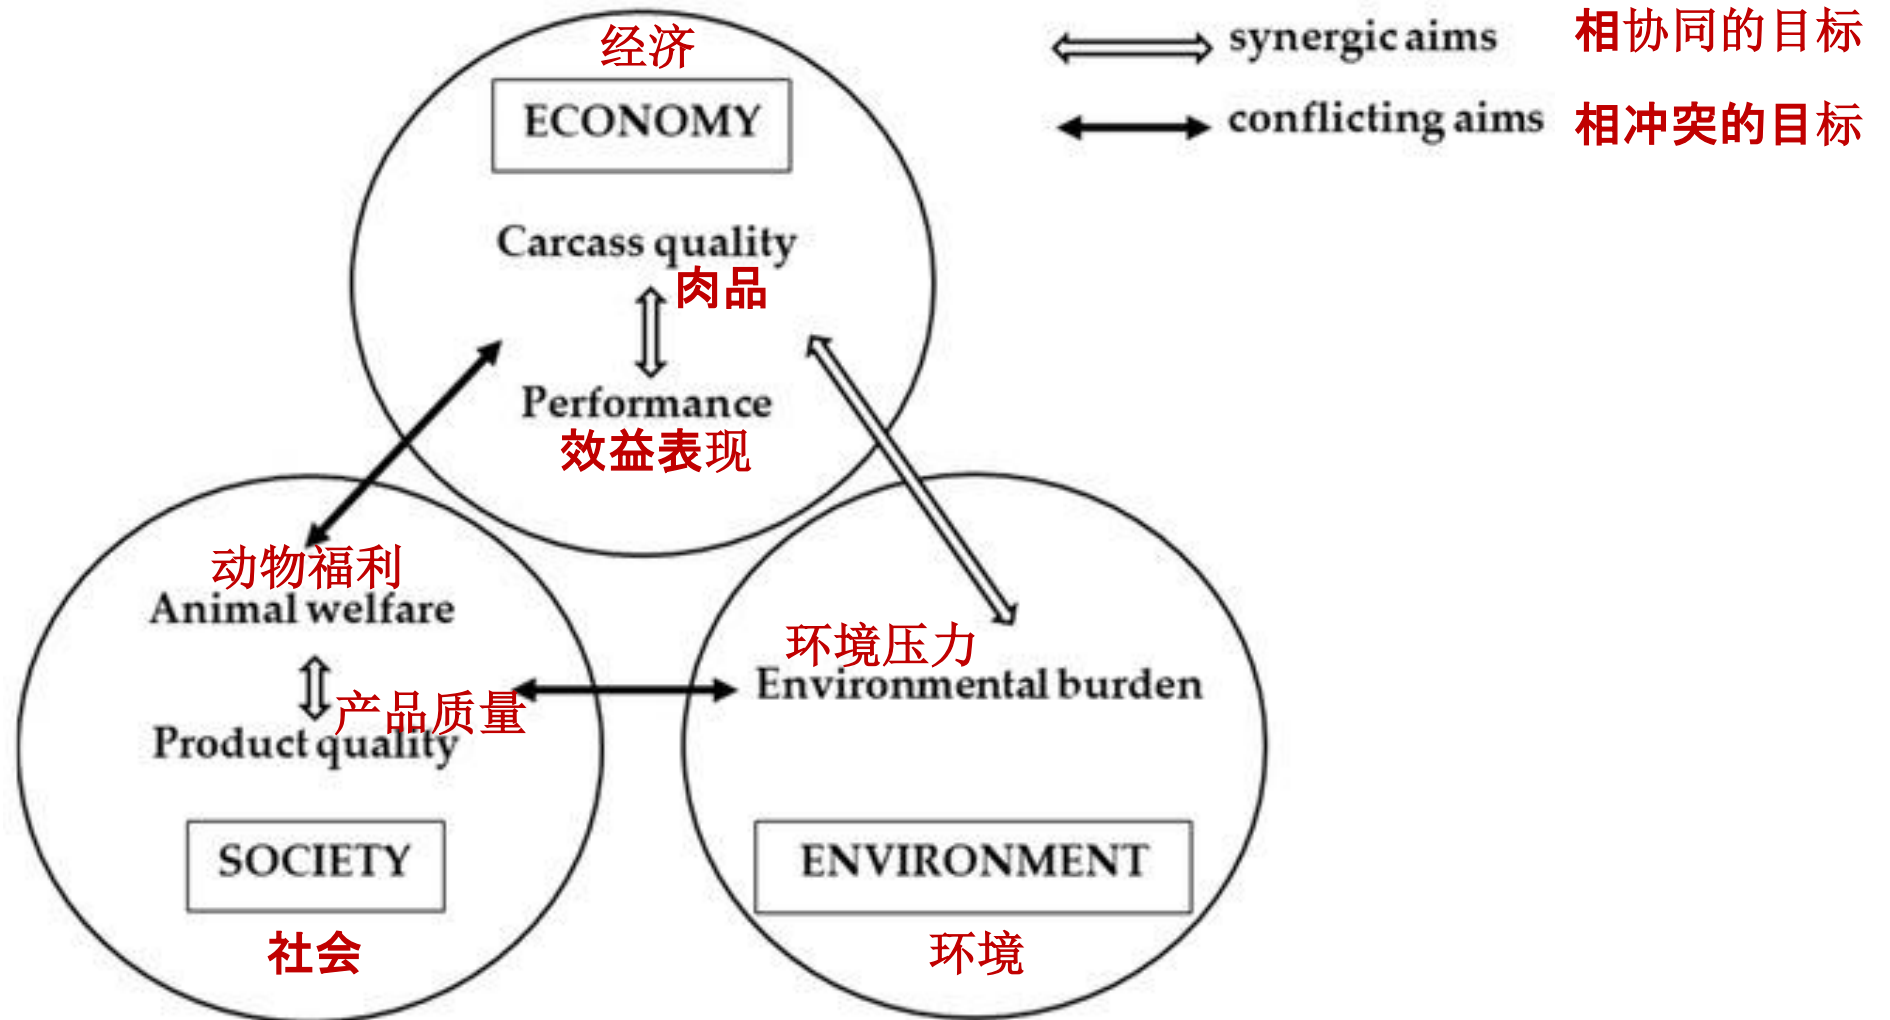 经济
ECONOMY
Carcass quality
肉品
Performance
效益表现
synergic aims 相协同的目标
conflicting aims 相冲突的目标
动物福利
Animal welfare
产品质量
Product quality
SOCIETY
社会
环境压力
Environmental burden
ENVIRONMENT
环境